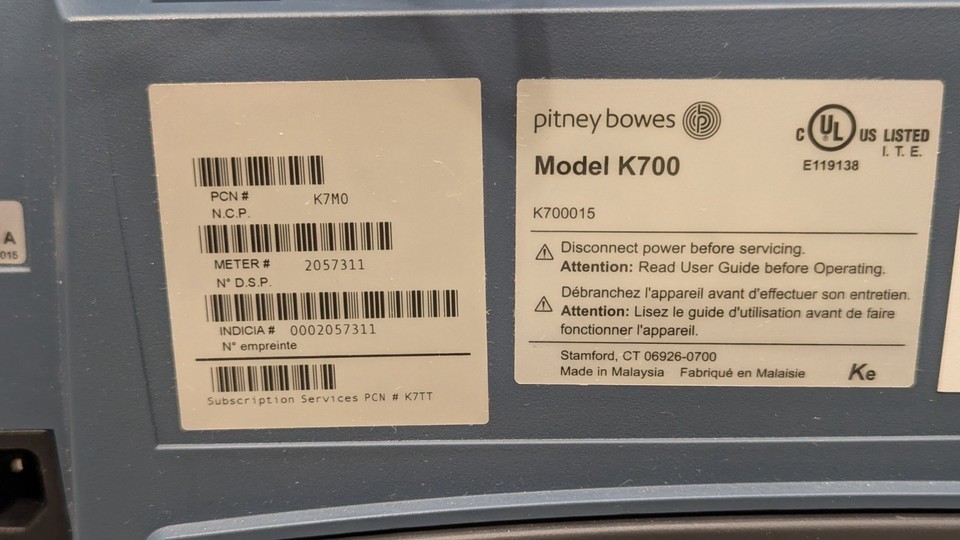 A
015
PCN # K7M0
N.C.P.
METER # 2057311
N° D.S.P.
INDICIA # 0002057311
N° empreinte
Subscription Services PCN # K7TT
pitney bowes
Model K700
C UL US LISTED
I. T. E.
E119138
K700015
Disconnect power before servicing.
Attention: Read User Guide before Operating.
Débranchez l'appareil avant d'effectuer son entretien.
Attention: Lisez le guide d'utilisation avant de faire
fonctionner l'appareil.
Stamford, CT 06926-0700
Made in Malaysia Fabriqué en Malaisie
Ke